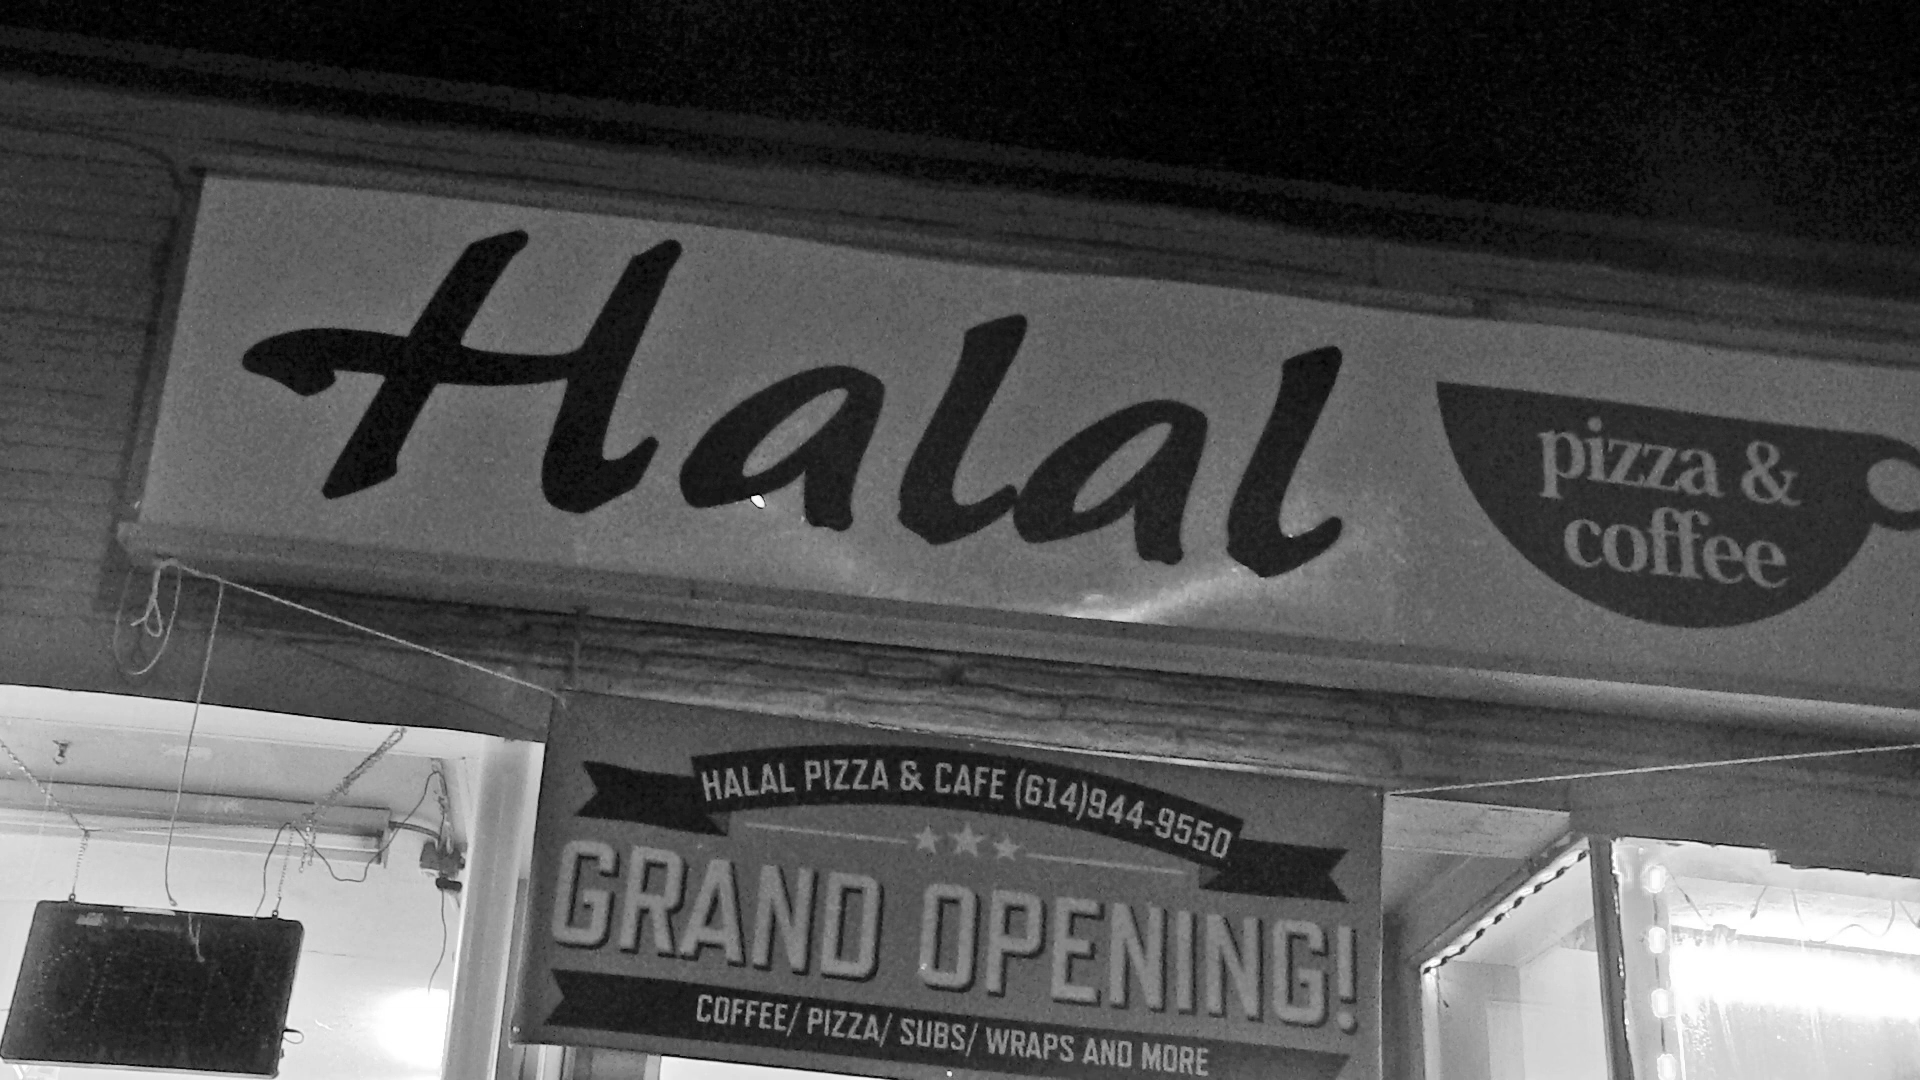 Halal
pizza &
coffee
HALAL PIZZA & CAFE (614)944-9550
GRAND OPENING!
COFFEE/ PIZZA/ SUBS/ WRAPS AND MORE